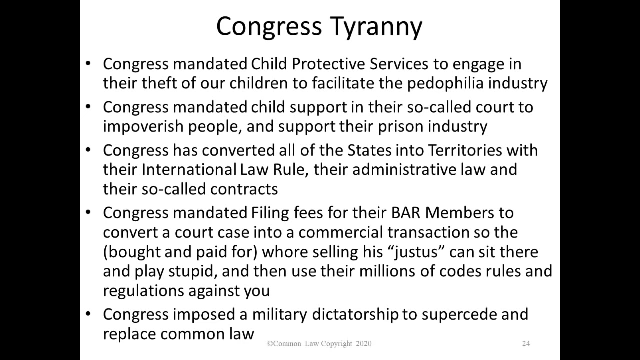 Congress Tyranny
• Congress mandated Child Protective Services to engage in
their theft of our children to facilitate the pedophilia industry
• Congress mandated child support in their so-called court to
impoverish people, and support their prison industry
• Congress has converted all of the States into Territories with
their International Law Rule, their administrative law and
their so-called contracts
• Congress mandated Filing fees for their BAR Members to
convert a court case into a commercial transaction so the
(bought and paid for) whore selling his “justus” can sit there
and play stupid, and then use their millions of codes rules and
regulations against you
• Congress imposed a military dictatorship to supercede and
replace common law
©Common Law Copyright 2020
24